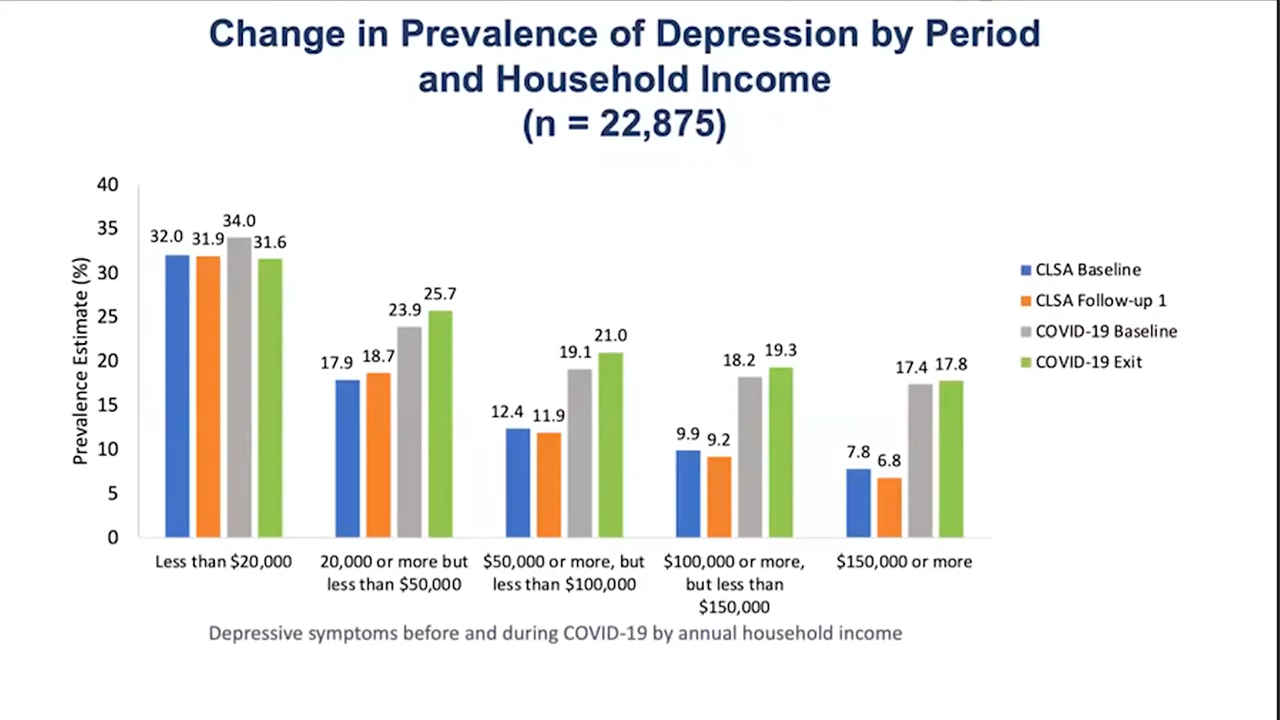 Change in Prevalence of Depression by Period
and Household Income
(n = 22,875)
Prevalence Estimate (%)
40
35
30
25
20
15
10
5
0
32.0 31.9 34.0 31.6
17.9 18.7 23.9 25.7
12.4 11.9 19.1 21.0
9.9 9.2 18.2 19.3
7.8 6.8 17.4 17.8
Less than $20,000
20,000 or more but
less than $50,000
$50,000 or more, but
less than $100,000
$100,000 or more,
but less than
$150,000
$150,000 or more
Depressive symptoms before and during COVID-19 by annual household income
CLSA Baseline
CLSA Follow-up 1
COVID-19 Baseline
COVID-19 Exit